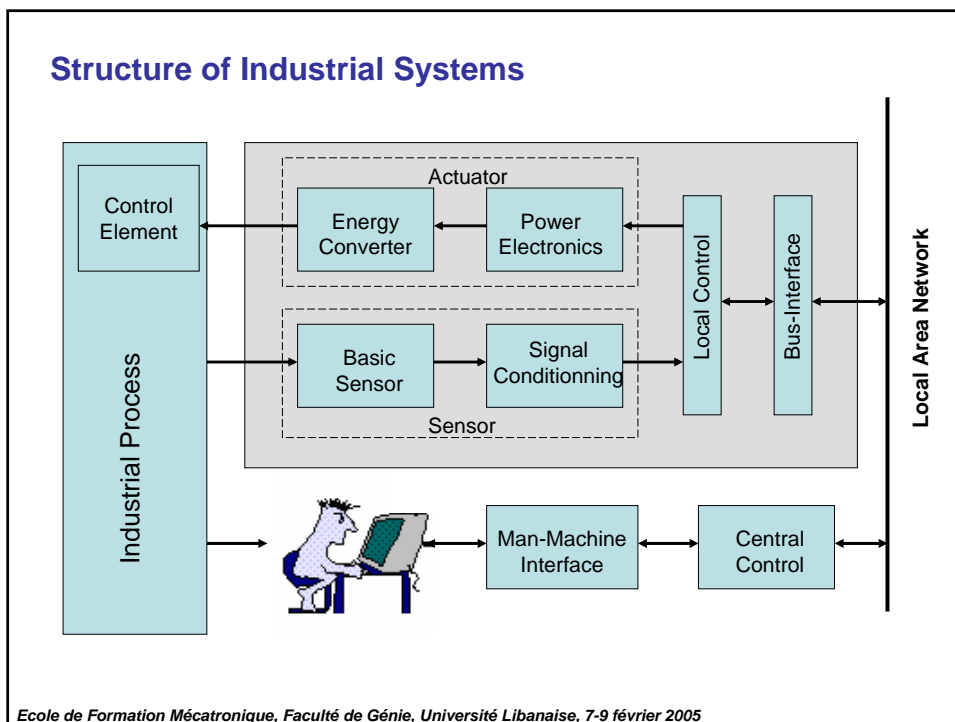 Structure of Industrial Systems
Actuator
Control
Element
Energy
Converter
Power
Electronics
Local Control
Bus-Interface
Local Area Network
Industrial Process
Basic
Sensor
Signal
Conditionning
Sensor
Man-Machine
Interface
Central
Control
Ecole de Formation Mécatronique, Faculté de Génie, Université Libanaise, 7-9 février 2005